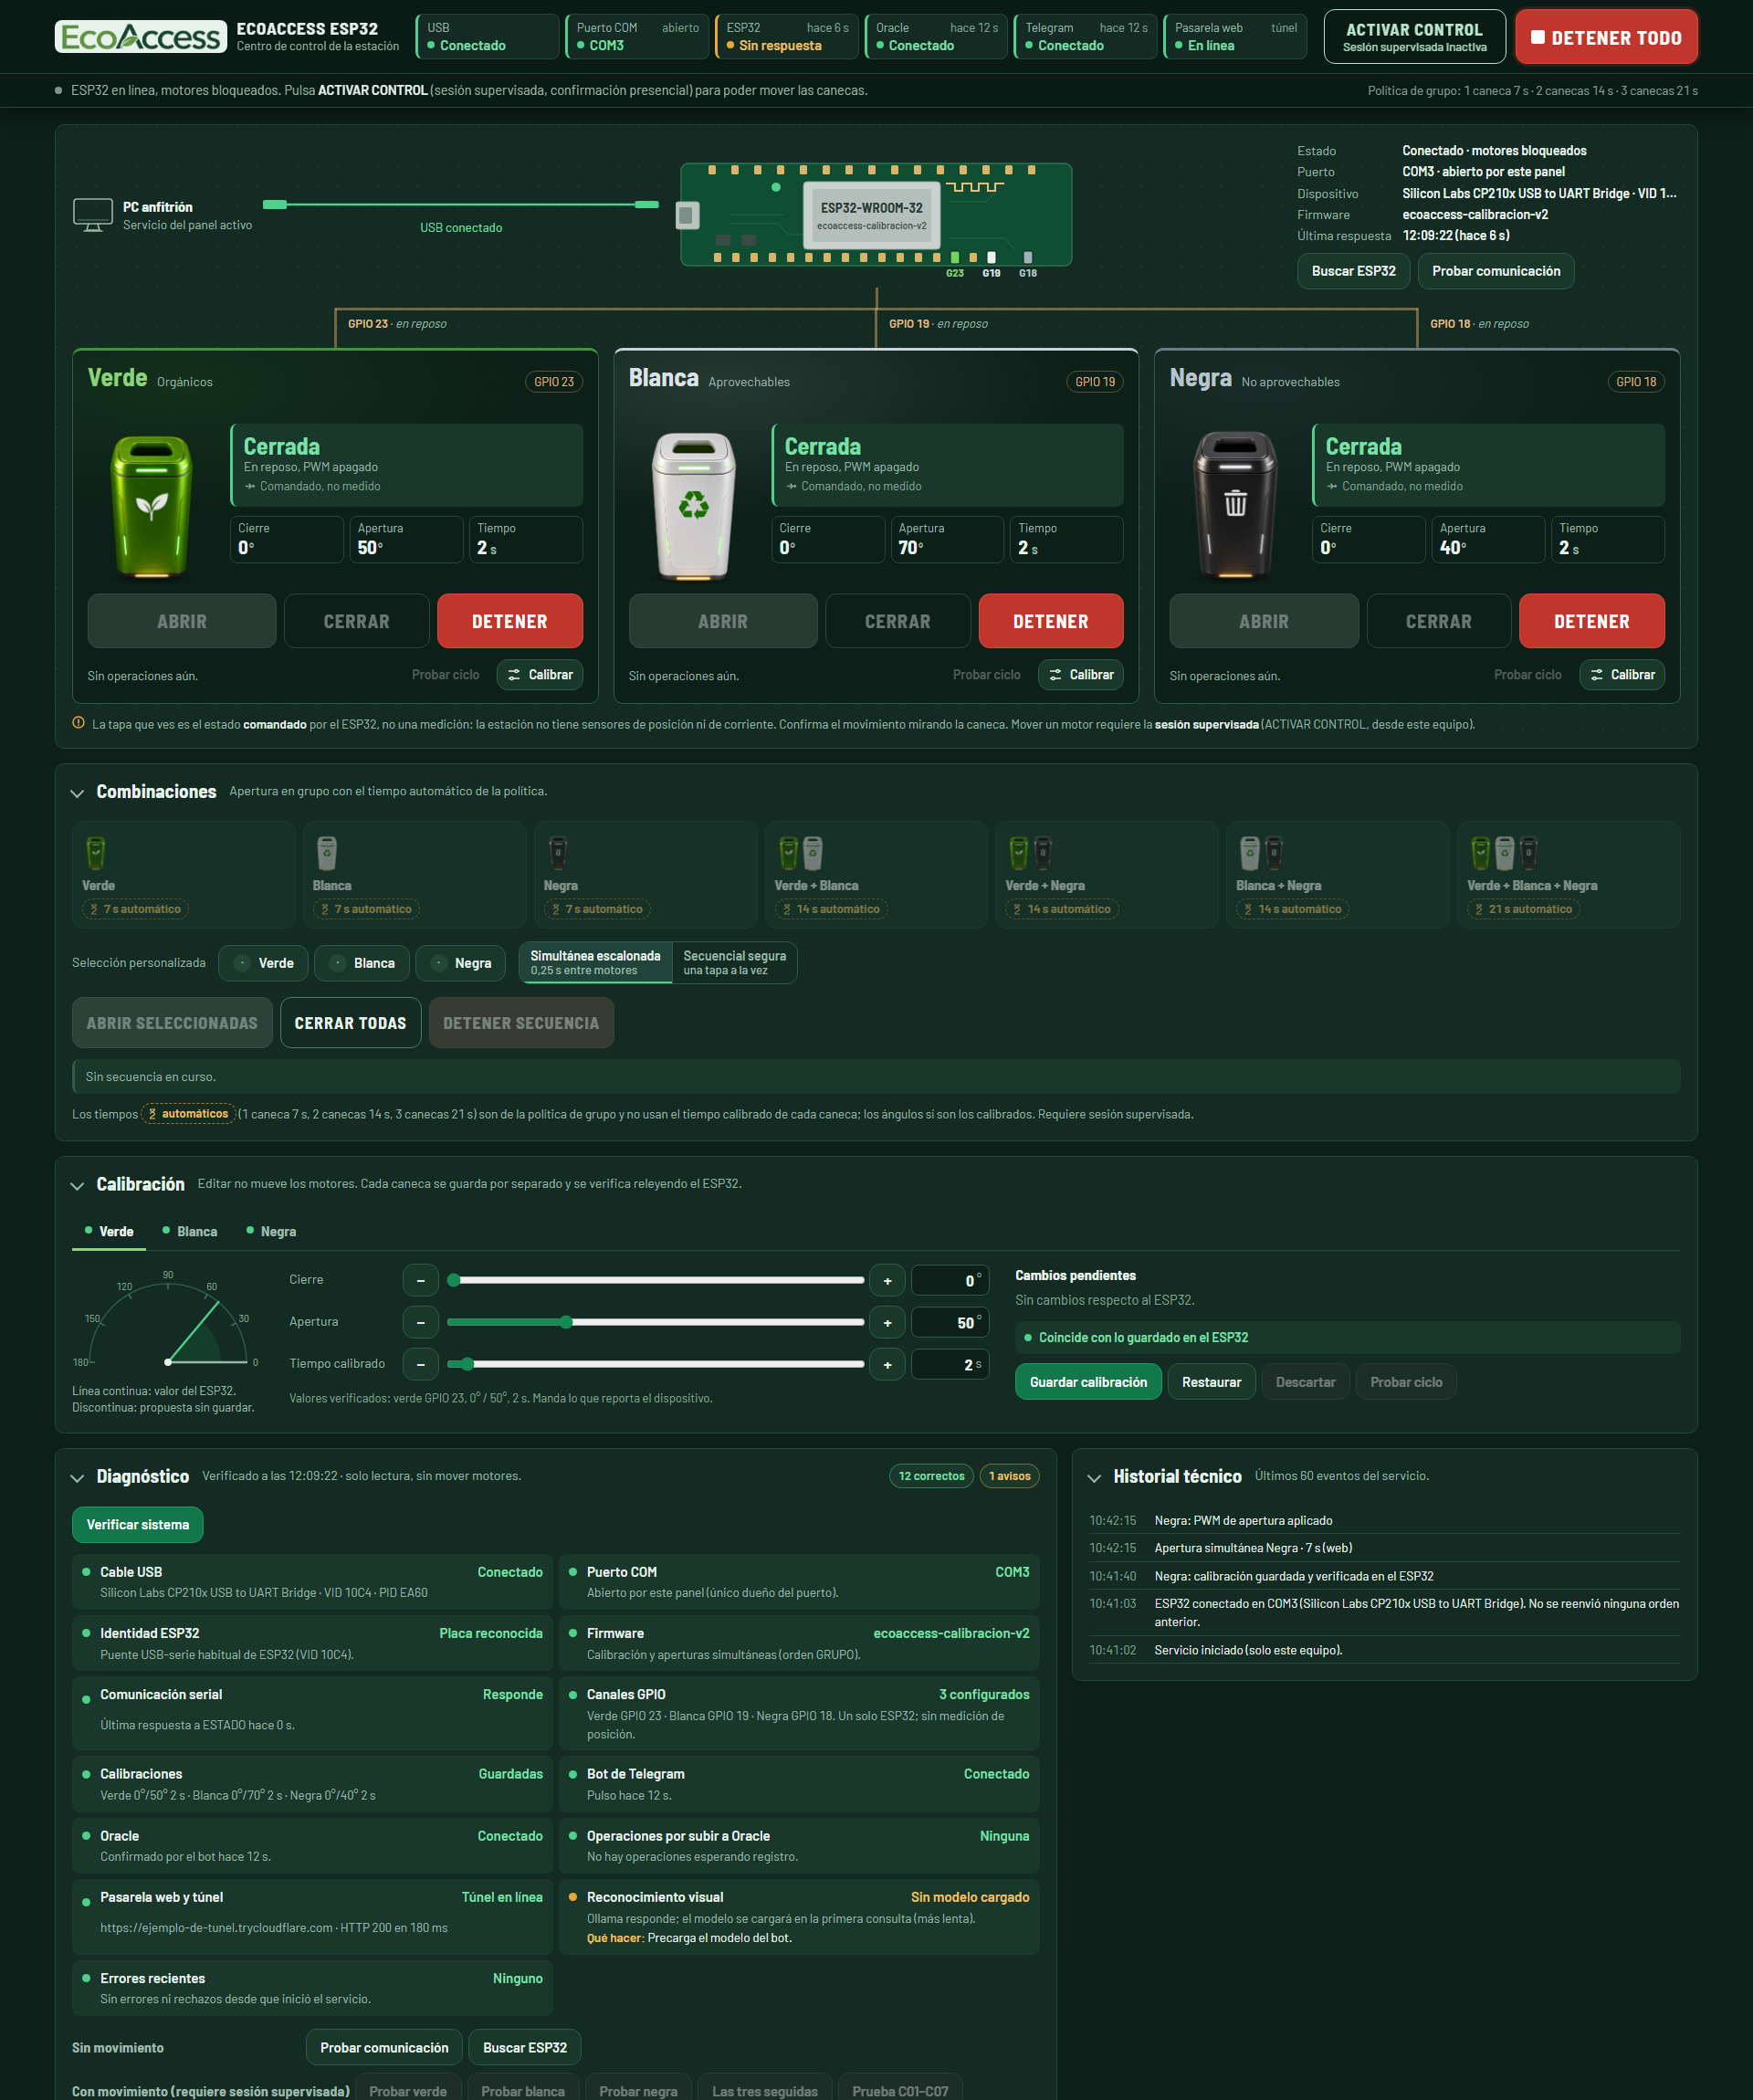 EcoAccess
ECOACCESS ESP32
Centro de control de la estación
USB
Conectado
Puerto COM abierto
COM3
ESP32 hace 6 s
Sin respuesta
Oracle hace 12 s
Conectado
Telegram hace 12 s
Conectado
Pasarela web túnel
En línea
ACTIVAR CONTROL
Sesión supervisada inactiva
DETENER TODO
ESP32 en línea, motores bloqueados. Pulsa ACTIVAR CONTROL (sesión supervisada, confirmación presencial) para poder mover las canecas.
Política de grupo: 1 caneca 7 s · 2 canecas 14 s · 3 canecas 21 s
PC anfitrión
Servicio del panel activo
USB conectado
ESP32-WROOM-32
ecoaccess-calibracion-v2
G23 G19 G18
Estado Conectado · motores bloqueados
Puerto COM3 · abierto por este panel
Dispositivo Silicon Labs CP210x USB to UART Bridge · VID 1...
Firmware ecoaccess-calibracion-v2
Última respuesta 12:09:22 (hace 6 s)
Buscar ESP32 Probar comunicación
GPIO 23 · en reposo
GPIO 19 · en reposo
GPIO 18 · en reposo
Verde Orgánicos GPIO 23
Cerrada
En reposo, PWM apagado
Comandado, no medido
Cierre Apertura Tiempo
0° 50° 2 s
ABRIR CERRAR DETENER
Sin operaciones aún. Probar ciclo Calibrar
Blanca Aprovechables GPIO 19
Cerrada
En reposo, PWM apagado
Comandado, no medido
Cierre Apertura Tiempo
0° 70° 2 s
ABRIR CERRAR DETENER
Sin operaciones aún. Probar ciclo Calibrar
Negra No aprovechables GPIO 18
Cerrada
En reposo, PWM apagado
Comandado, no medido
Cierre Apertura Tiempo
0° 40° 2 s
ABRIR CERRAR DETENER
Sin operaciones aún. Probar ciclo Calibrar
La tapa que ves es el estado comandado por el ESP32, no una medición: la estación no tiene sensores de posición ni de corriente. Confirma el movimiento mirando la caneca. Mover un motor requiere la sesión supervisada (ACTIVAR CONTROL, desde este equipo).
Combinaciones Apertura en grupo con el tiempo automático de la política.
Verde
7 s automático
Blanca
7 s automático
Negra
7 s automático
Verde + Blanca
14 s automático
Verde + Negra
14 s automático
Blanca + Negra
14 s automático
Verde + Blanca + Negra
21 s automático
Selección personalizada Verde Blanca Negra
Simultánea escalonada
0,25 s entre motores
Secuencial segura
una tapa a la vez
ABRIR SELECCIONADAS CERRAR TODAS DETENER SECUENCIA
Sin secuencia en curso.
Los tiempos automáticos (1 caneca 7 s, 2 canecas 14 s, 3 canecas 21 s) son de la política de grupo y no usan el tiempo calibrado de cada caneca; los ángulos sí son los calibrados. Requiere sesión supervisada.
Calibración Editar no mueve los motores. Cada caneca se guarda por separado y se verifica releyendo el ESP32.
Verde Blanca Negra
180 150 120 90 60 30 0
Línea continua: valor del ESP32.
Discontinua: propuesta sin guardar.
Cierre − + 0 °
Apertura − + 50 °
Tiempo calibrado − + 2 s
Valores verificados: verde GPIO 23, 0° / 50°, 2 s. Manda lo que reporta el dispositivo.
Cambios pendientes
Sin cambios respecto al ESP32.
Coincide con lo guardado en el ESP32
Guardar calibración Restaurar Descartar Probar ciclo
Diagnóstico Verificado a las 12:09:22 · solo lectura, sin mover motores. 12 correctos 1 avisos
Verificar sistema
Cable USB Conectado
Silicon Labs CP210x USB to UART Bridge · VID 10C4 · PID EA60
Puerto COM COM3
Abierto por este panel (único dueño del puerto).
Identidad ESP32 Placa reconocida
Puente USB-serie habitual de ESP32 (VID 10C4).
Firmware ecoaccess-calibracion-v2
Calibración y aperturas simultáneas (orden GRUPO).
Comunicación serial Responde
Última respuesta a ESTADO hace 0 s.
Canales GPIO 3 configurados
Verde GPIO 23 · Blanca GPIO 19 · Negra GPIO 18. Un solo ESP32; sin medición de
posición.
Calibraciones Guardadas
Verde 0°/50° 2 s · Blanca 0°/70° 2 s · Negra 0°/40° 2 s
Bot de Telegram Conectado
Pulso hace 12 s.
Oracle Conectado
Confirmado por el bot hace 12 s.
Operaciones por subir a Oracle Ninguna
No hay operaciones esperando registro.
Pasarela web y túnel Túnel en línea
https://ejemplo-de-tunel.trycloudflare.com · HTTP 200 en 180 ms
Reconocimiento visual Sin modelo cargado
Ollama responde; el modelo se cargará en la primera consulta (más lenta).
Qué hacer: Precarga el modelo del bot.
Errores recientes Ninguno
Sin errores ni rechazos desde que inició el servicio.
Sin movimiento Probar comunicación Buscar ESP32
Con movimiento (requiere sesión supervisada) Probar verde Probar blanca Probar negra Las tres seguidas Prueba C01-C07
Historial técnico Últimos 60 eventos del servicio.
10:42:15 Negra: PWM de apertura aplicado
10:42:15 Apertura simultánea Negra · 7 s (web)
10:41:40 Negra: calibración guardada y verificada en el ESP32
10:41:03 ESP32 conectado en COM3 (Silicon Labs CP210x USB to UART Bridge). No se reenvió ninguna orden
anterior.
10:41:02 Servicio iniciado (solo este equipo).